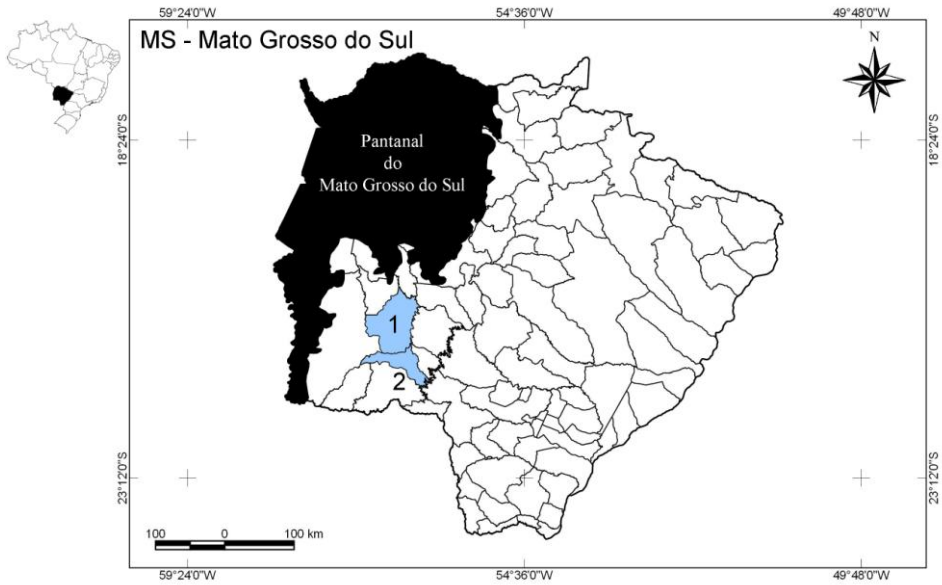 59°24'0"W 54°36'0"W 49°48'0"W
MS - Mato Grosso do Sul
N
18°24'0"S 18°24'0"S
Pantanal
do
Mato Grosso do Sul
1
2
23°12'0"S 23°12'0"S
100 0 100 km
59°24'0"W 54°36'0"W 49°48'0"W